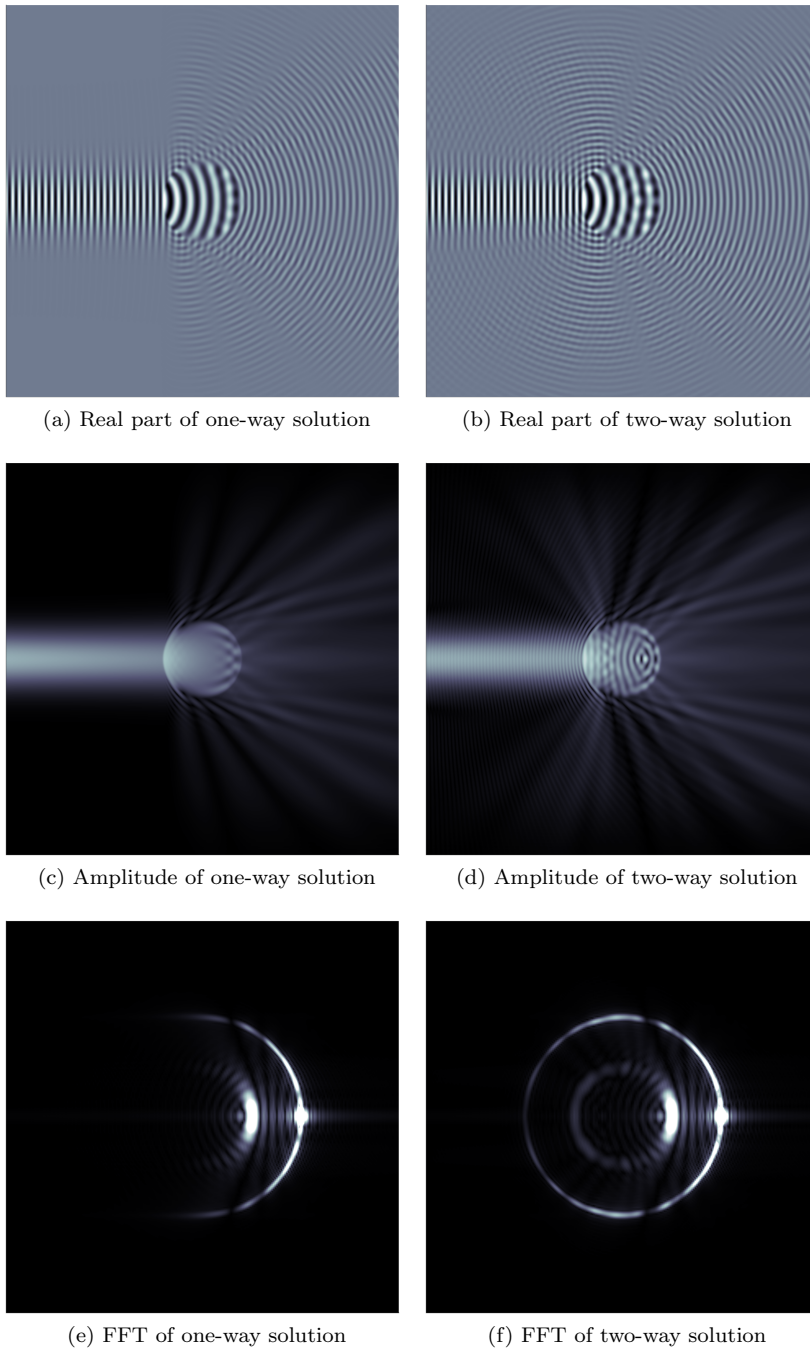 (a) Real part of one-way solution
(b) Real part of two-way solution
(c) Amplitude of one-way solution
(d) Amplitude of two-way solution
(e) FFT of one-way solution
(f) FFT of two-way solution